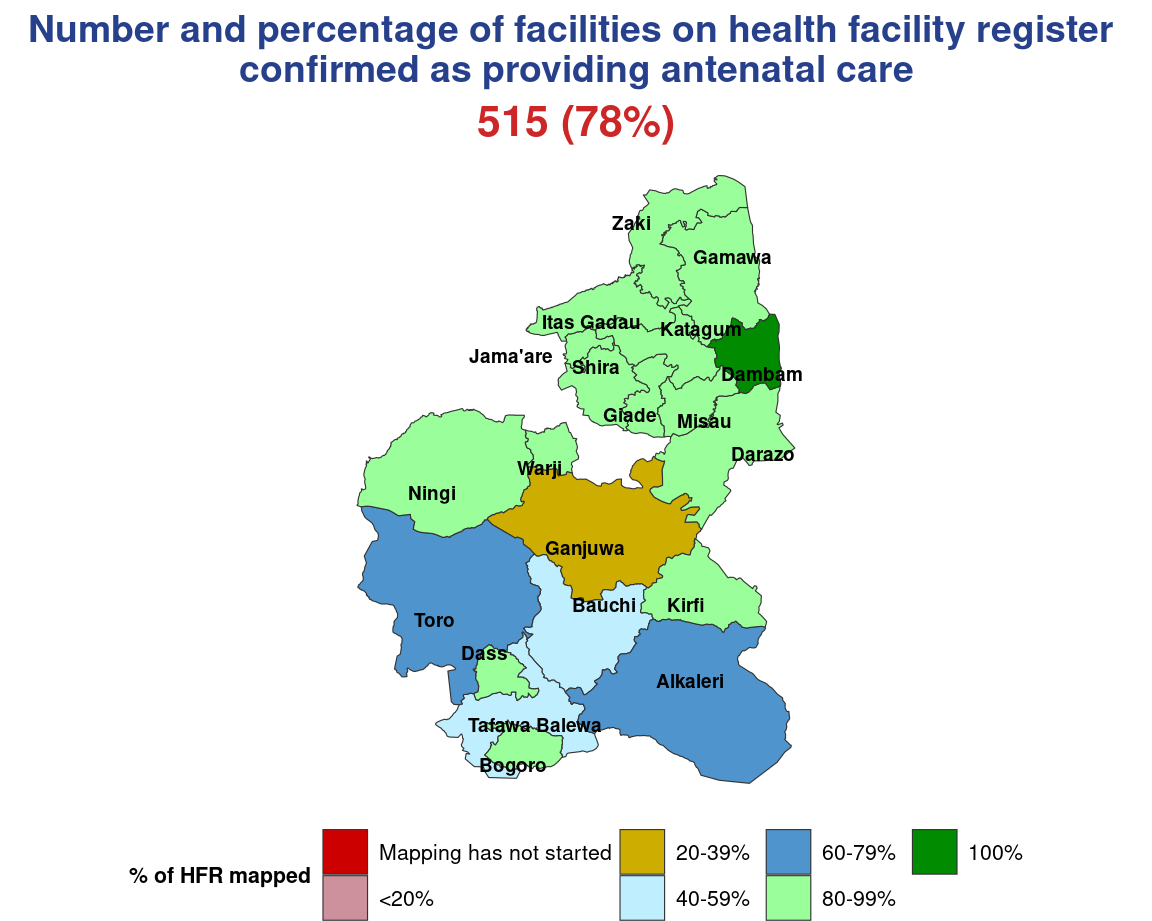 Number and percentage of facilities on health facility register
confirmed as providing antenatal care
515 (78%)
Zaki
Gamawa
Itas Gadau
Katagum
Jama'are
Shira
Dambam
Giade
Misau
Darazo
Warji
Ningi
Ganjuwa
Bauchi
Kirfi
Toro
Dass
Alkaleri
Tafawa Balewa
Bogoro
% of HFR mapped
Mapping has not started
<20%
20-39%
40-59%
60-79%
80-99%
100%